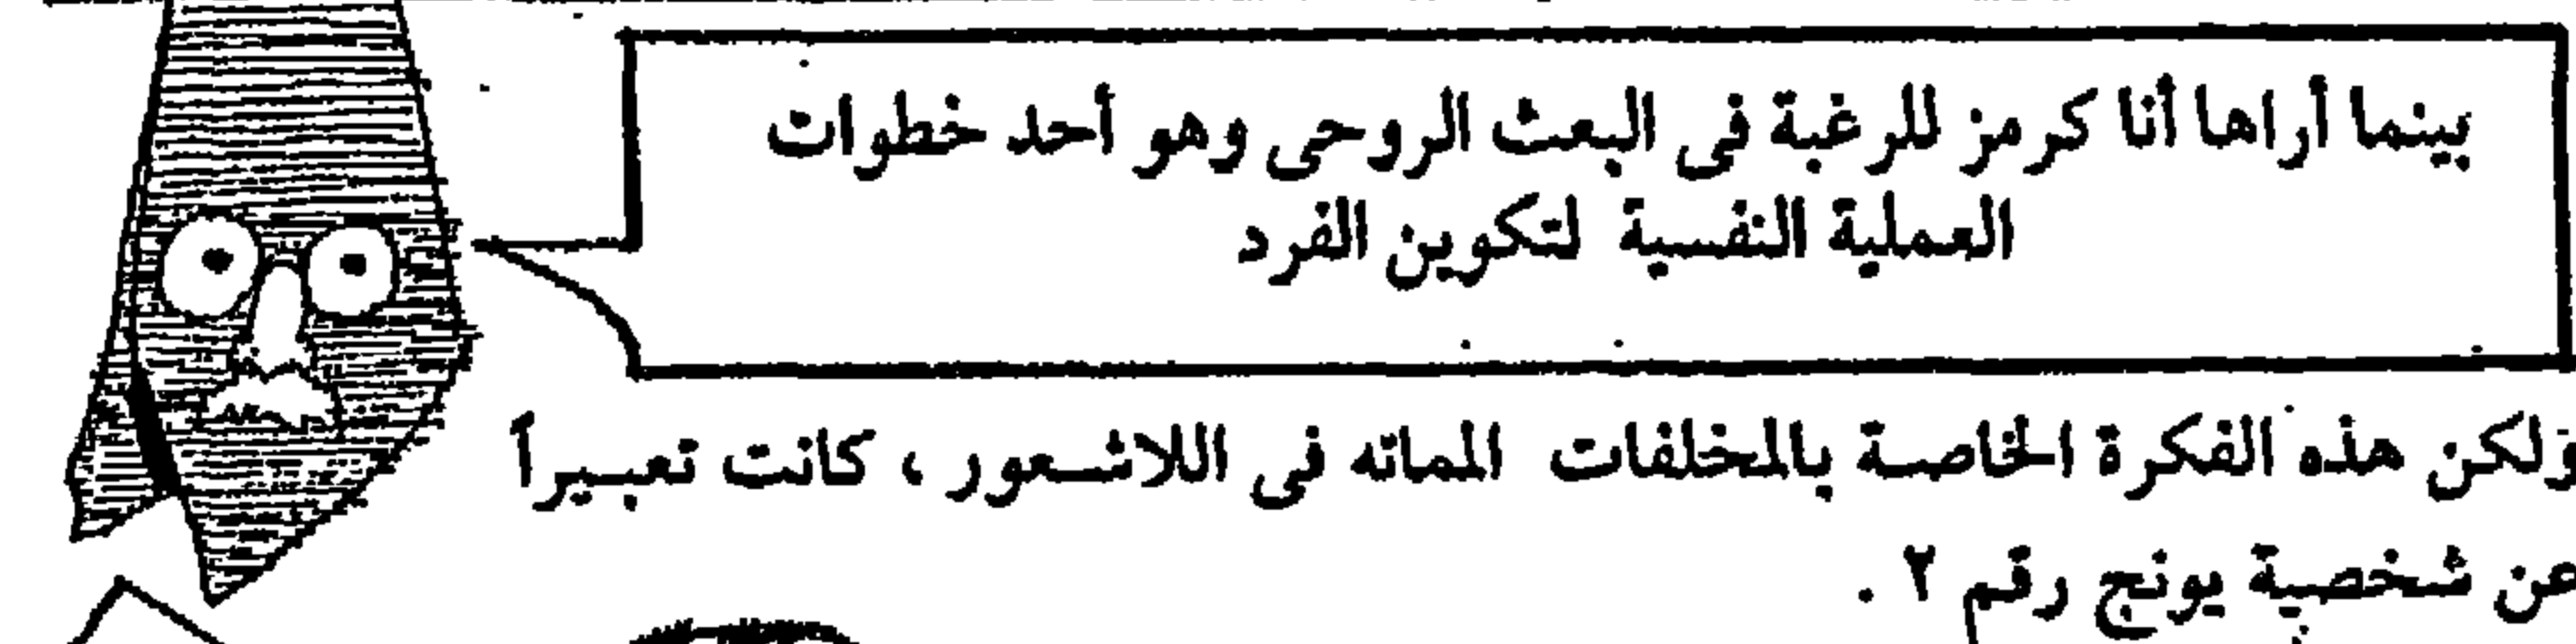 بينما أراها أنا كرمز للرغبة فى البعث الروحى وهو أحد خطوات
العملية النفسية لتكوين الفرد
ولكن هذه الفكرة الخاصة بالمخلفات المماته فى اللاشعور ، كانت تعبيراً
عن شخصية يونج رقم ٢ .